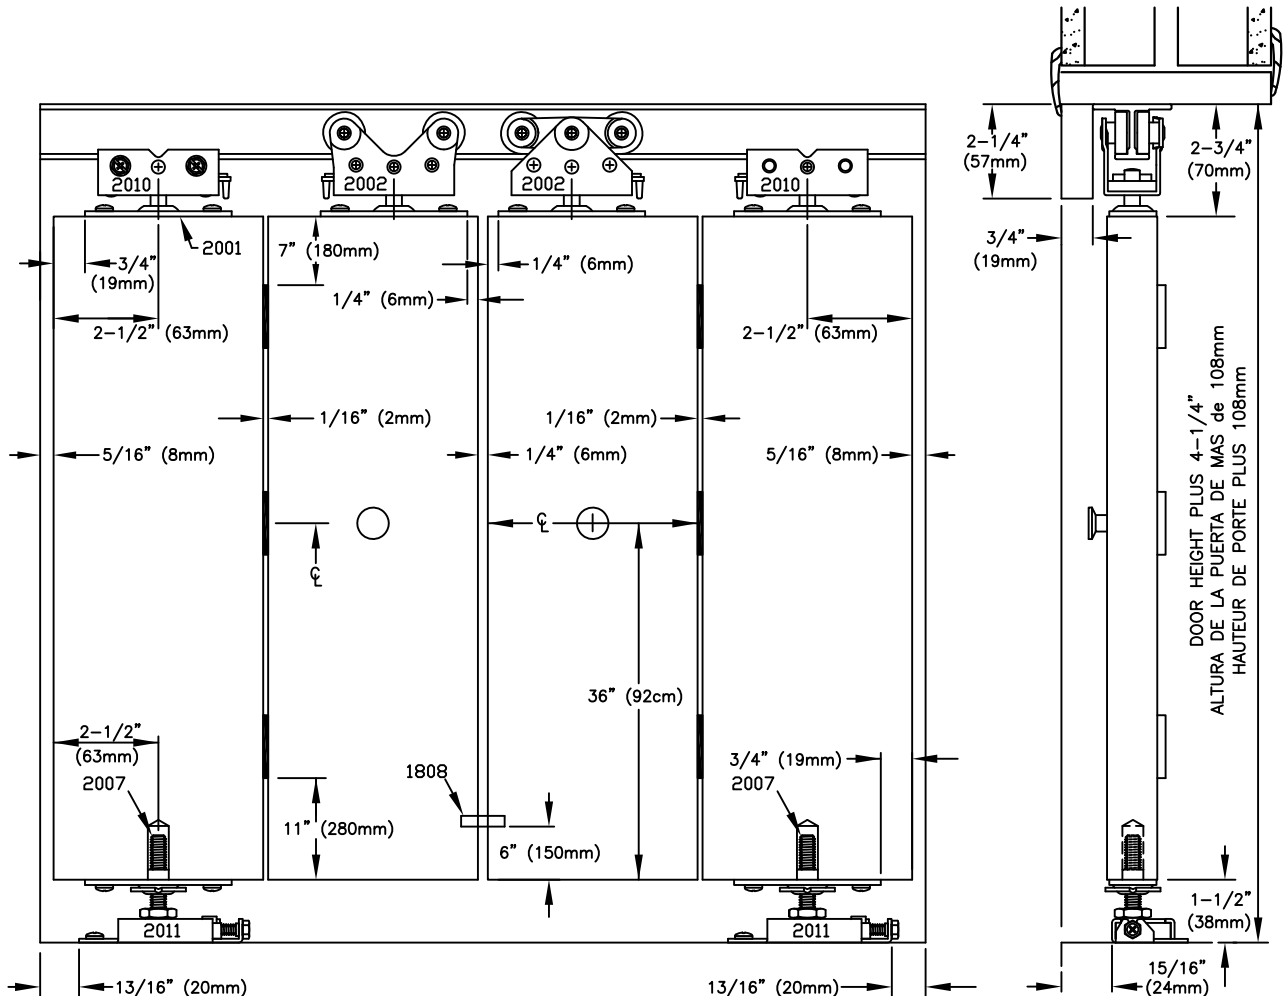 2-1/4"
(57mm)
2-3/4"
(70mm)
2010
2002
2002
2010
2001
7" (180mm)
3/4"
(19mm)
1/4" (6mm)
3/4"
(19mm)
1/4" (6mm)
2-1/2" (63mm)
2-1/2" (63mm)
1/16" (2mm)
1/16" (2mm)
5/16" (8mm)
1/4" (6mm)
5/16" (8mm)
DOOR HEIGHT PLUS 4-1/4"
ALTURA DE LA PUERTA DE MAS de 108mm
HAUTEUR DE PORTE PLUS 108mm
℄
℄
36" (92cm)
2-1/2"
(63mm)
3/4" (19mm)
2007
1808
2007
11" (280mm)
6" (150mm)
1-1/2"
(38mm)
2011
2011
13/16" (20mm)
13/16" (20mm)
15/16"
(24mm)